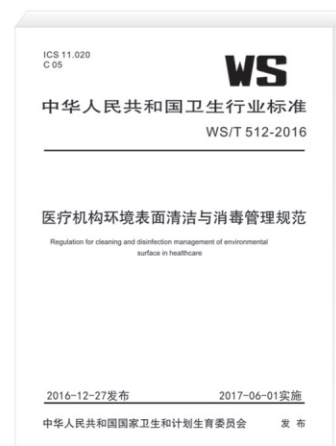 ICS 11.020
C 05
WS
中华人民共和国卫生行业标准
WS/T 512-2016
医疗机构环境表面清洁与消毒管理规范
Regulation for cleaning and disinfection management of environmental
surface in healthcare
2016-12-27发布 2017-06-01实施
中华人民共和国国家卫生和计划生育委员会 发 布